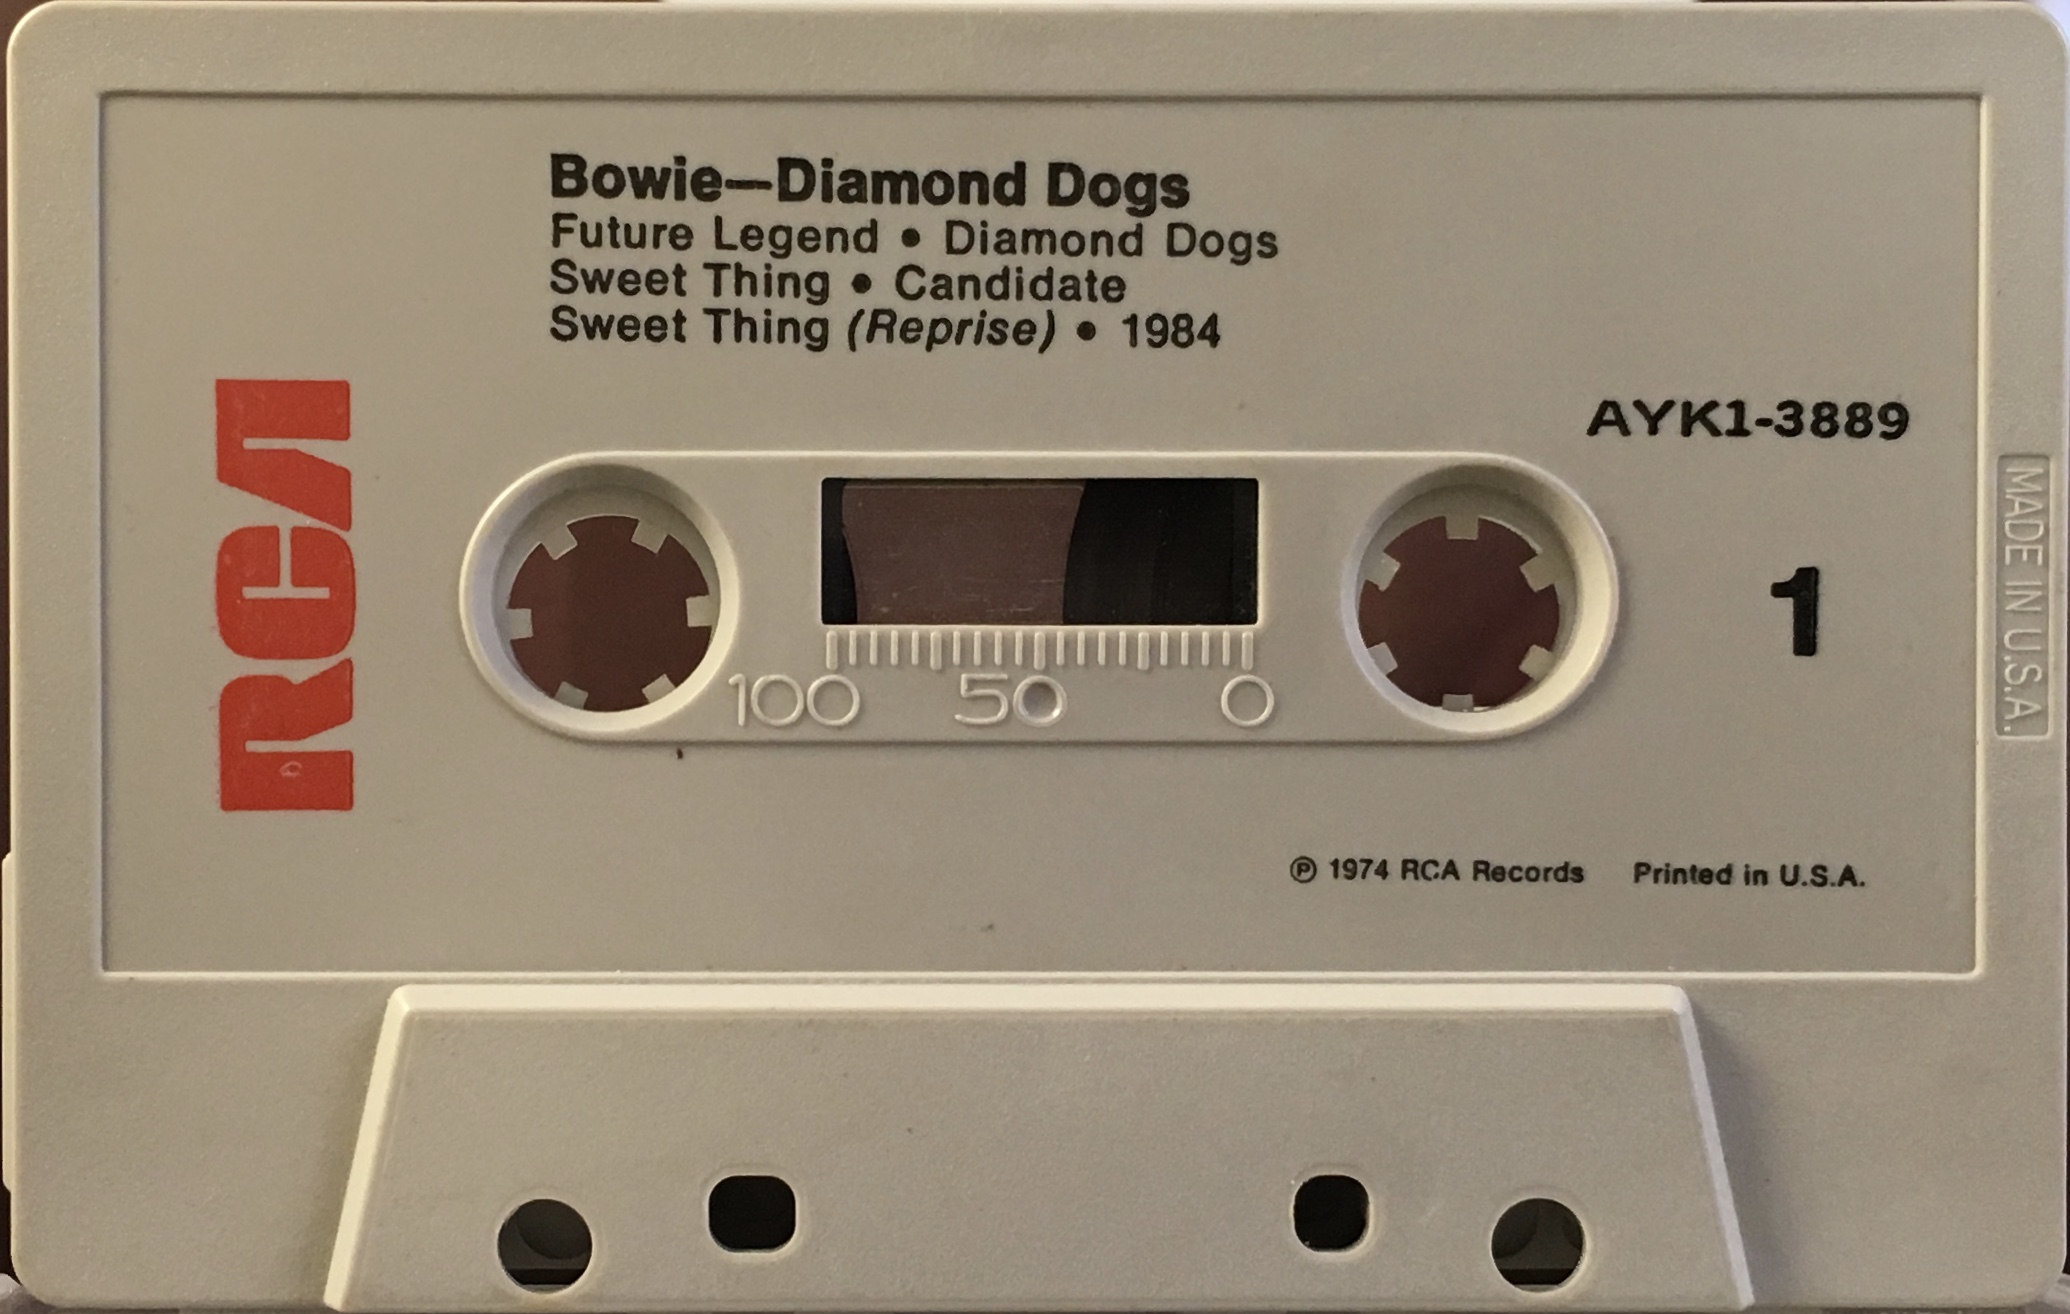 Bowie—Diamond Dogs
Future Legend • Diamond Dogs
Sweet Thing • Candidate
Sweet Thing (Reprise) • 1984
RCA
AYK1-3889
1
MADE IN U.S.A.
100 50 0
℗ 1974 RCA Records Printed in U.S.A.